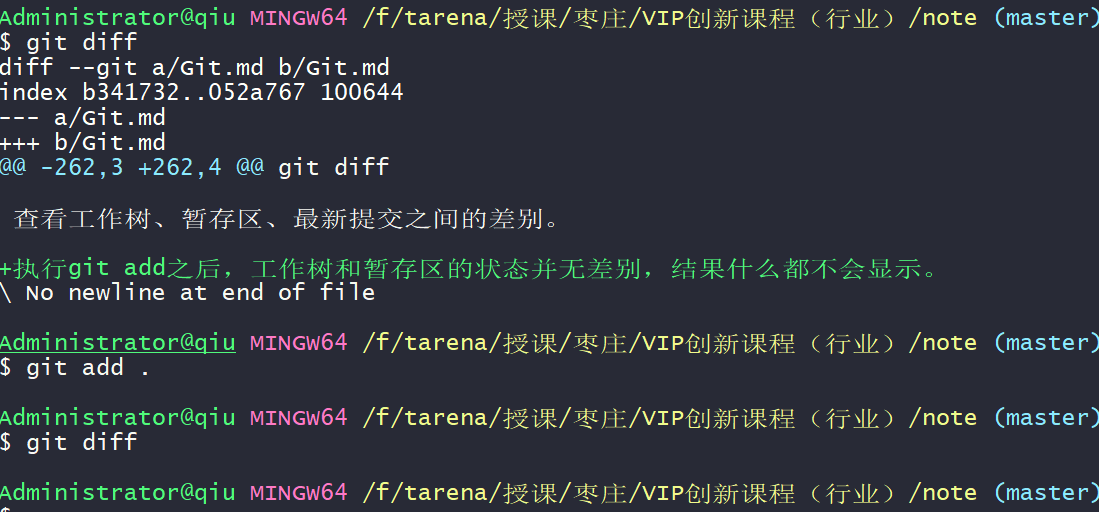 Administrator@qiu MINGW64 /f/tarena/授课/枣庄/VIP创新课程（行业）/note (master)
$ git diff
diff --git a/Git.md b/Git.md
index b341732..052a767 100644
--- a/Git.md
+++ b/Git.md
@@ -262,3 +262,4 @@ git diff
查看工作树、暂存区、最新提交之间的差别。
+执行git add之后，工作树和暂存区的状态并无差别，结果什么都不会显示。
\ No newline at end of file
Administrator@qiu MINGW64 /f/tarena/授课/枣庄/VIP创新课程（行业）/note (master)
$ git add .
Administrator@qiu MINGW64 /f/tarena/授课/枣庄/VIP创新课程（行业）/note (master)
$ git diff
Administrator@qiu MINGW64 /f/tarena/授课/枣庄/VIP创新课程（行业）/note (master)